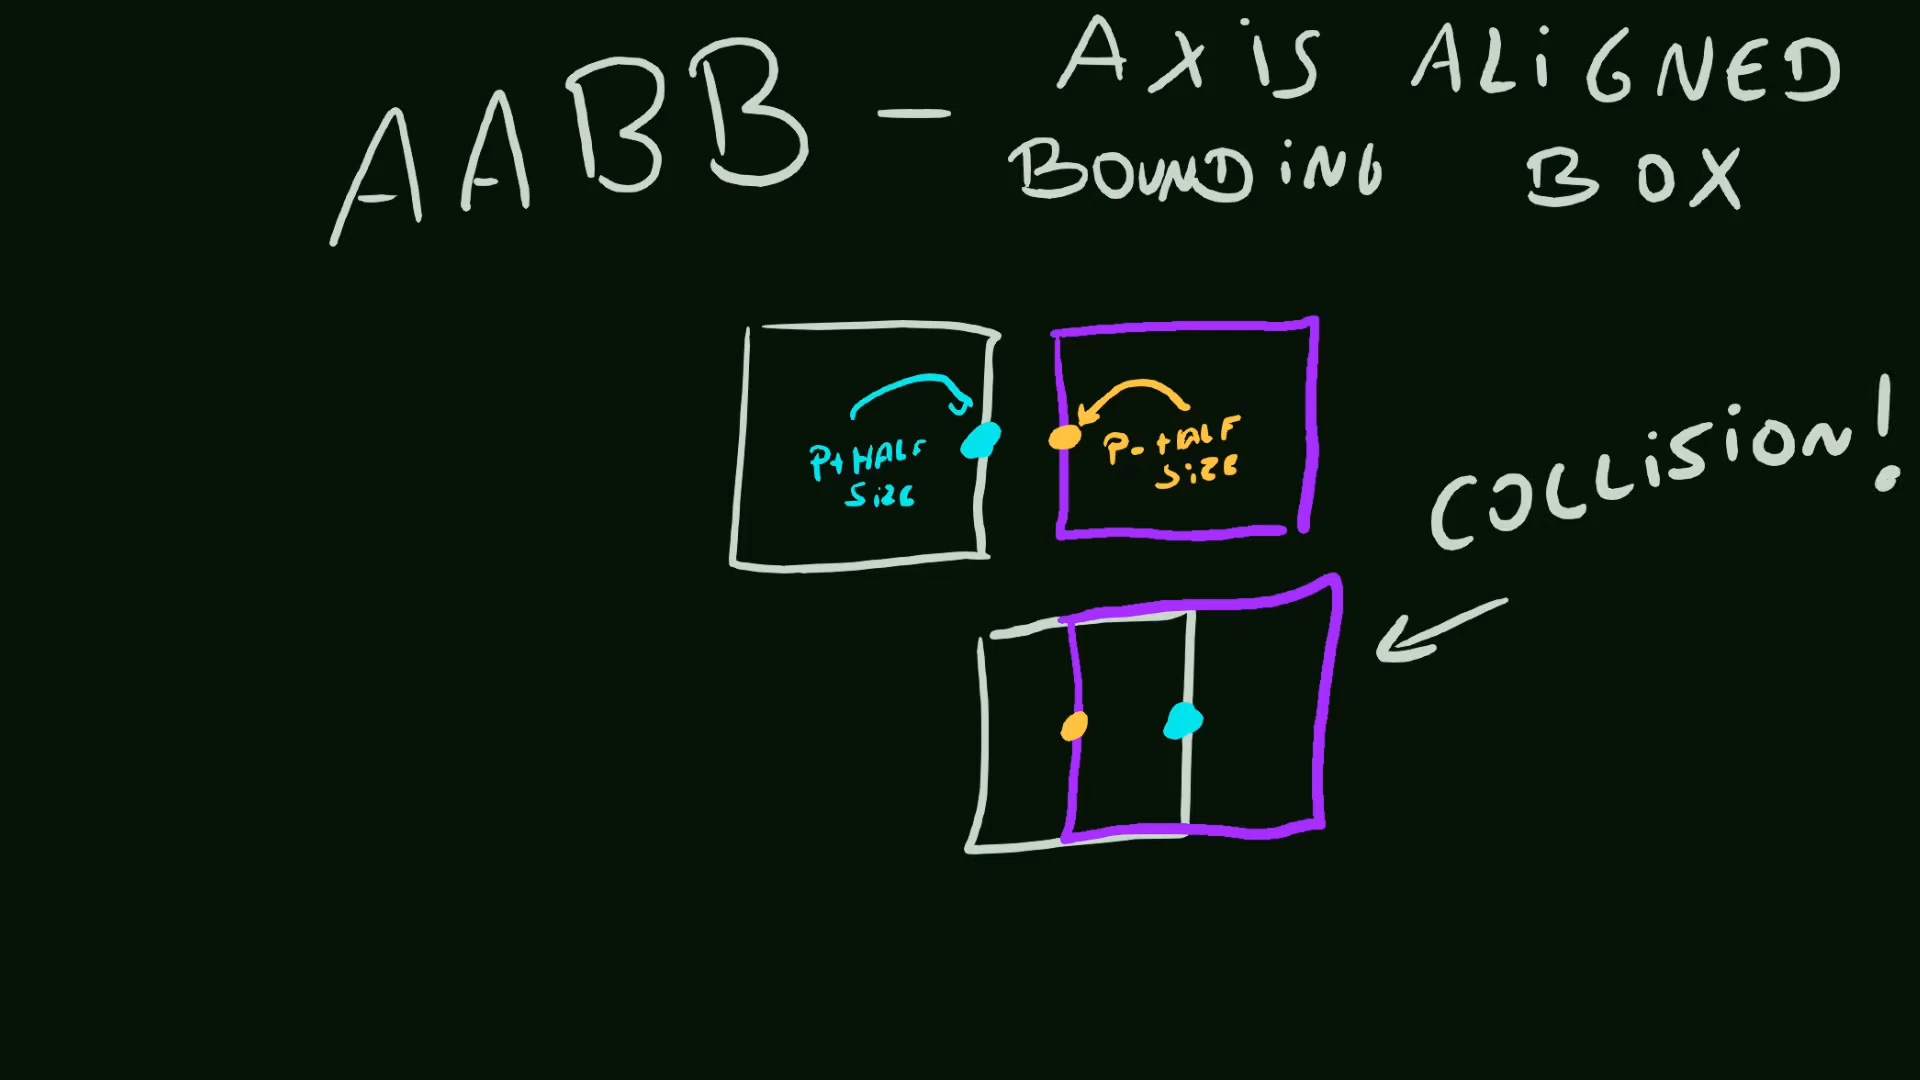 AABB - AXIS ALIGNED
BOUNDING BOX
P+HALF
SIZE
P-HALF
SIZE
COLLISION!